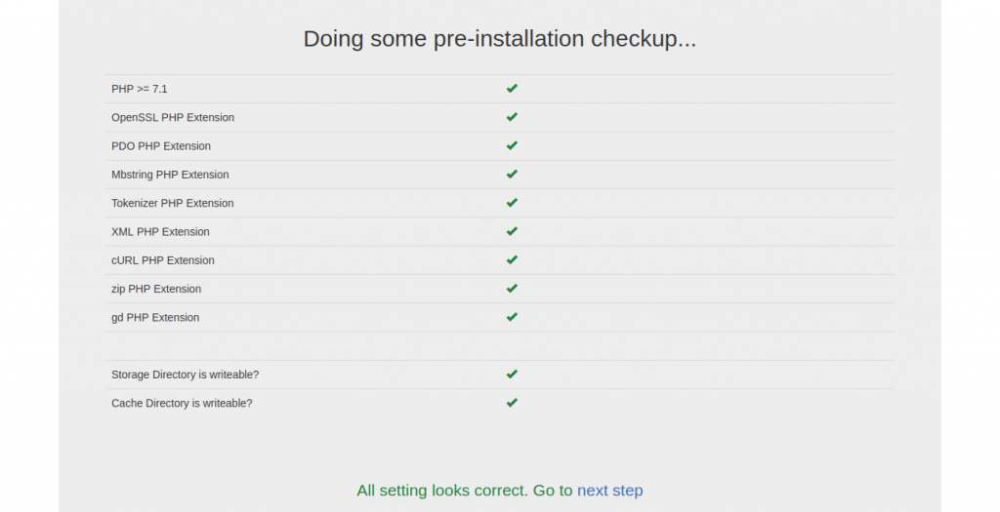 Doing some pre-installation checkup...
PHP >= 7.1
OpenSSL PHP Extension
PDO PHP Extension
Mbstring PHP Extension
Tokenizer PHP Extension
XML PHP Extension
cURL PHP Extension
zip PHP Extension
gd PHP Extension
Storage Directory is writeable?
Cache Directory is writeable?
All setting looks correct. Go to next step